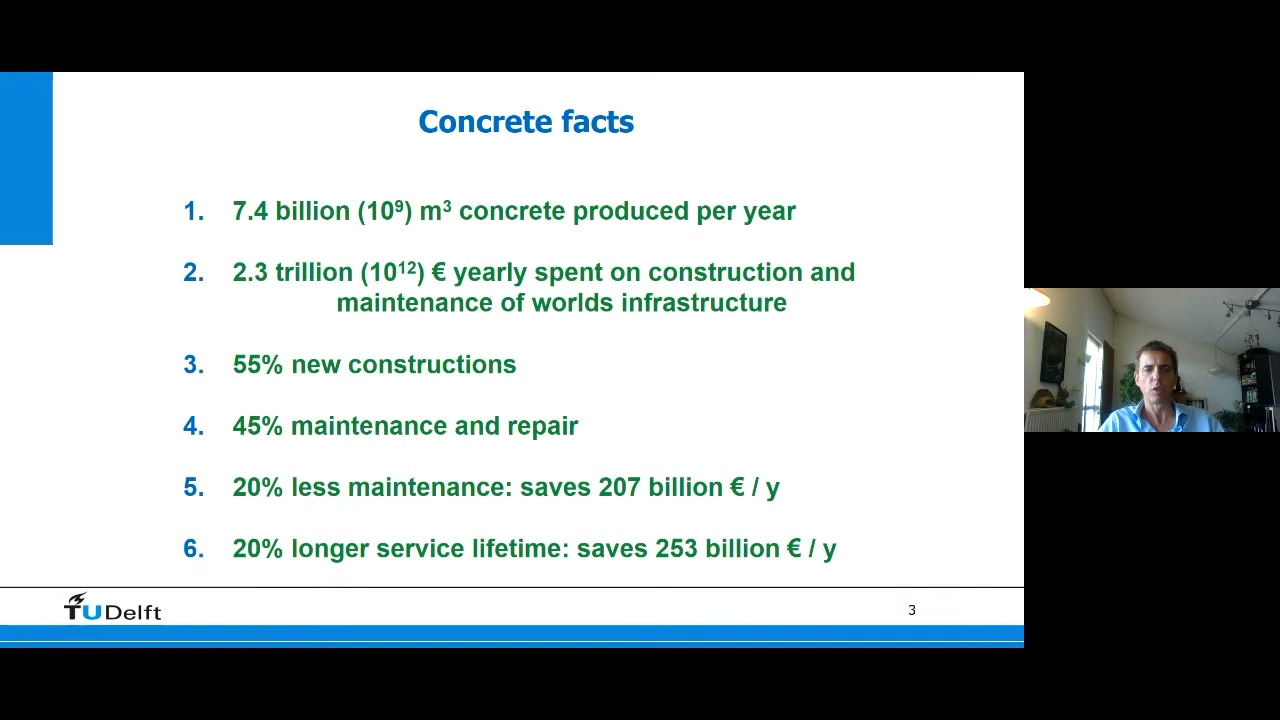 Concrete facts
1. 7.4 billion (10⁹) m³ concrete produced per year
2. 2.3 trillion (10¹²) € yearly spent on construction and
maintenance of worlds infrastructure
3. 55% new constructions
4. 45% maintenance and repair
5. 20% less maintenance: saves 207 billion € / y
6. 20% longer service lifetime: saves 253 billion € / y
TU Delft
3